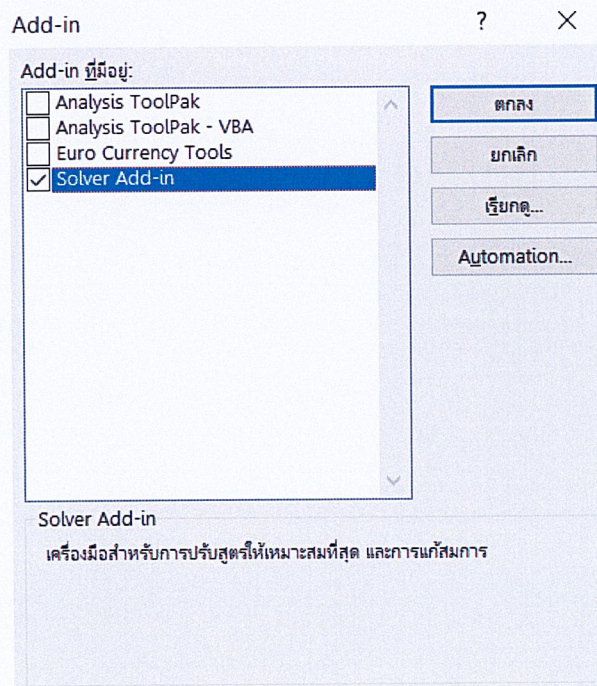 Add-in
?
Add-in ที่มีอยู่:
Analysis ToolPak
Analysis ToolPak - VBA
Euro Currency Tools
Solver Add-in
ตกลง
ยกเลิก
เรียกดู...
Automation...
Solver Add-in
เครื่องมือสำหรับการปรับสูตรให้เหมาะสมที่สุด และการแก้สมการ